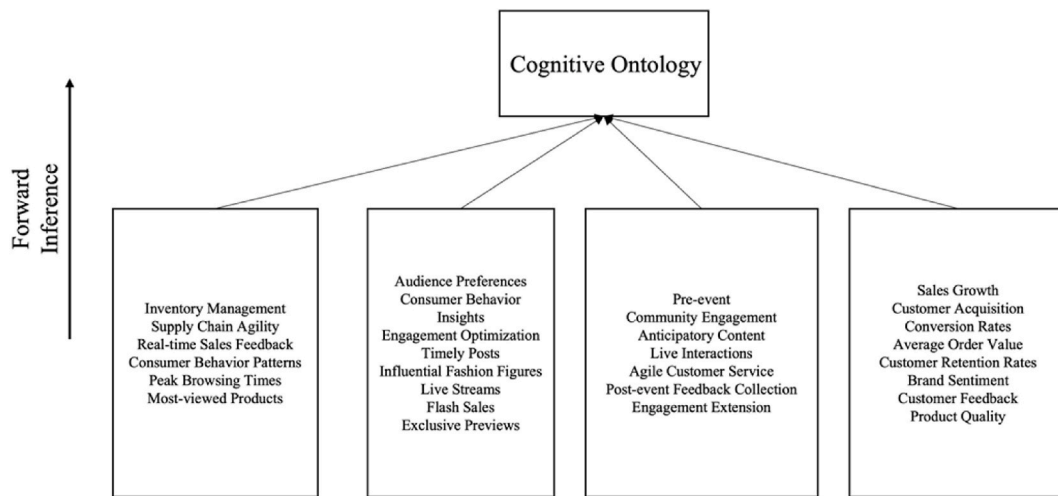 Cognitive Ontology
Forward
Inference
Inventory Management
Supply Chain Agility
Real-time Sales Feedback
Consumer Behavior Patterns
Peak Browsing Times
Most-viewed Products
Audience Preferences
Consumer Behavior
Insights
Engagement Optimization
Timely Posts
Influential Fashion Figures
Live Streams
Flash Sales
Exclusive Previews
Pre-event
Community Engagement
Anticipatory Content
Live Interactions
Agile Customer Service
Post-event Feedback Collection
Engagement Extension
Sales Growth
Customer Acquisition
Conversion Rates
Average Order Value
Customer Retention Rates
Brand Sentiment
Customer Feedback
Product Quality